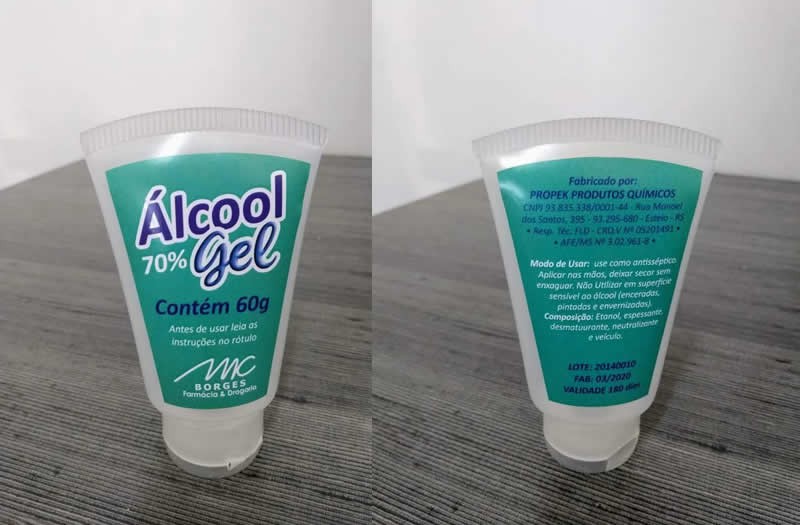 Álcool
70% Gel
Contém 60g
Antes de usar leia as
instruções no rótulo
MC
BORGES
Farmácia & Drogaria
Fabricado por:
PROPEK PRODUTOS QUÍMICOS
CNPJ 93.835.338/0001-44 - Rua Manoel
dos Santos, 395 - 93.295-680 - Esteio - RS
• Resp. Téc: FLD - CRQ.V Nº 05201491 •
• AFE/MS Nº 3.02.961-8 •
Modo de Usar: use como antisséptico.
Aplicar nas mãos, deixar secar sem
enxaguar. Não Utilizar em superfície
sensível ao álcool (enceradas,
pintadas e envernizadas).
Composição: Etanol, espessante,
desmatuurante, neutralizante
e veículo.
LOTE: 20140010
FAB: 03/2020
VALIDADE 180 dias